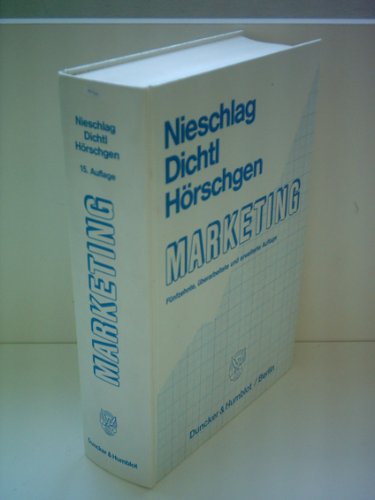 Nieschlag
Dichtl
Hörschgen
15. Auflage
MARKETING
Duncker & Humblot
Nieschlag
Dichtl
Hörschgen
MARKETING
Fünfzehnte, überarbeitete und erweiterte Auflage
Duncker & Humblot / Berlin